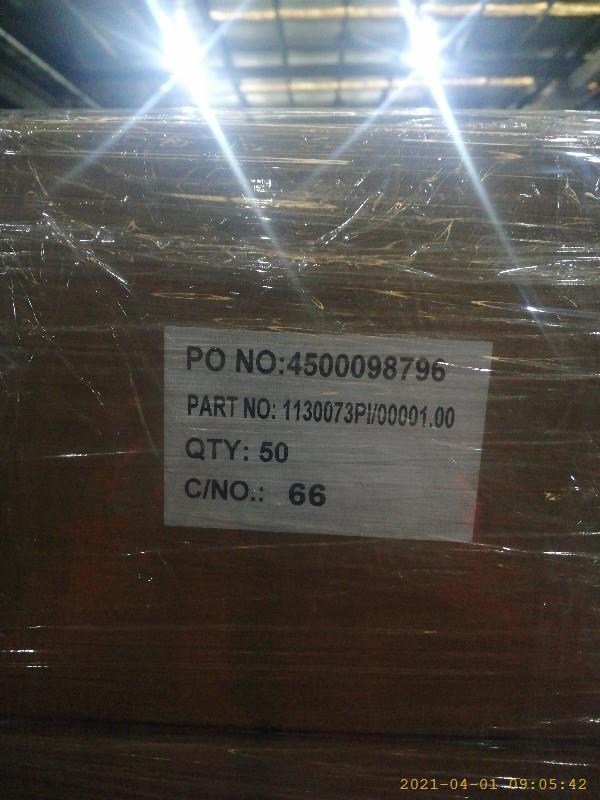 PO NO:4500098796
PART NO: 1130073PI/00001.00
QTY: 50
C/NO.: 66
2021-04-01 09:05:42